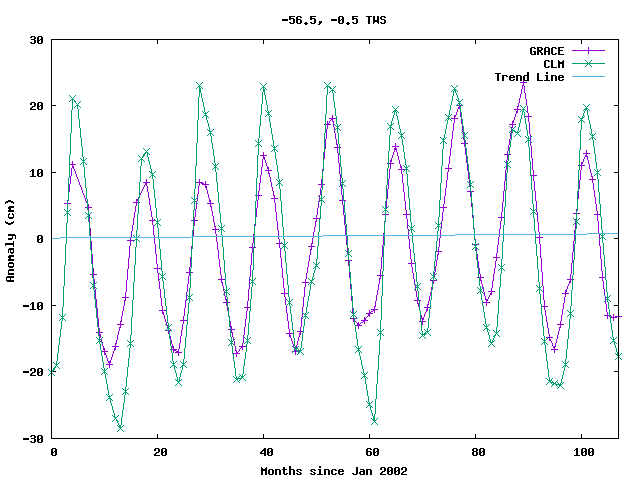 -56.5, -0.5 TWS
GRACE
CLM
Trend Line
30
20
10
0
-10
-20
-30
Anomaly (cm)
0 20 40 60 80 100
Months since Jan 2002